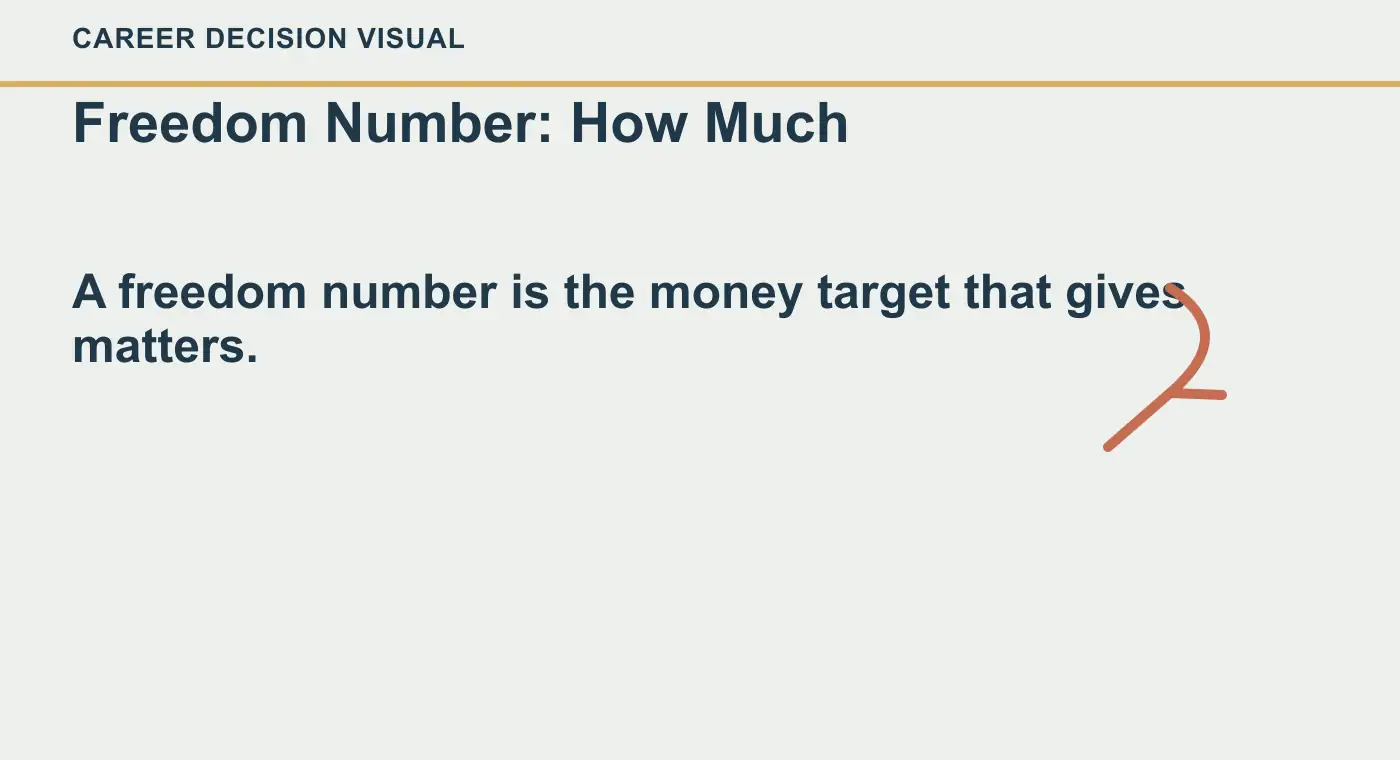 CAREER DECISION VISUAL
Freedom Number: How Much
A freedom number is the money target that gives
matters.